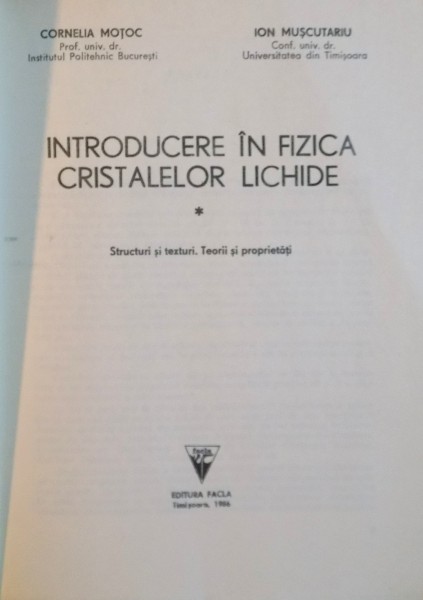 CORNELIA MOȚOC
Prof. univ. dr.
Institutul Politehnic București
ION MUȘCUTARIU
Conf. univ. dr.
Universitatea din Timișoara
INTRODUCERE ÎN FIZICA
CRISTALELOR LICHIDE
*
Structuri și texturi. Teorii și proprietăți
facla
EDITURA FACLA
Timișoara, 1986